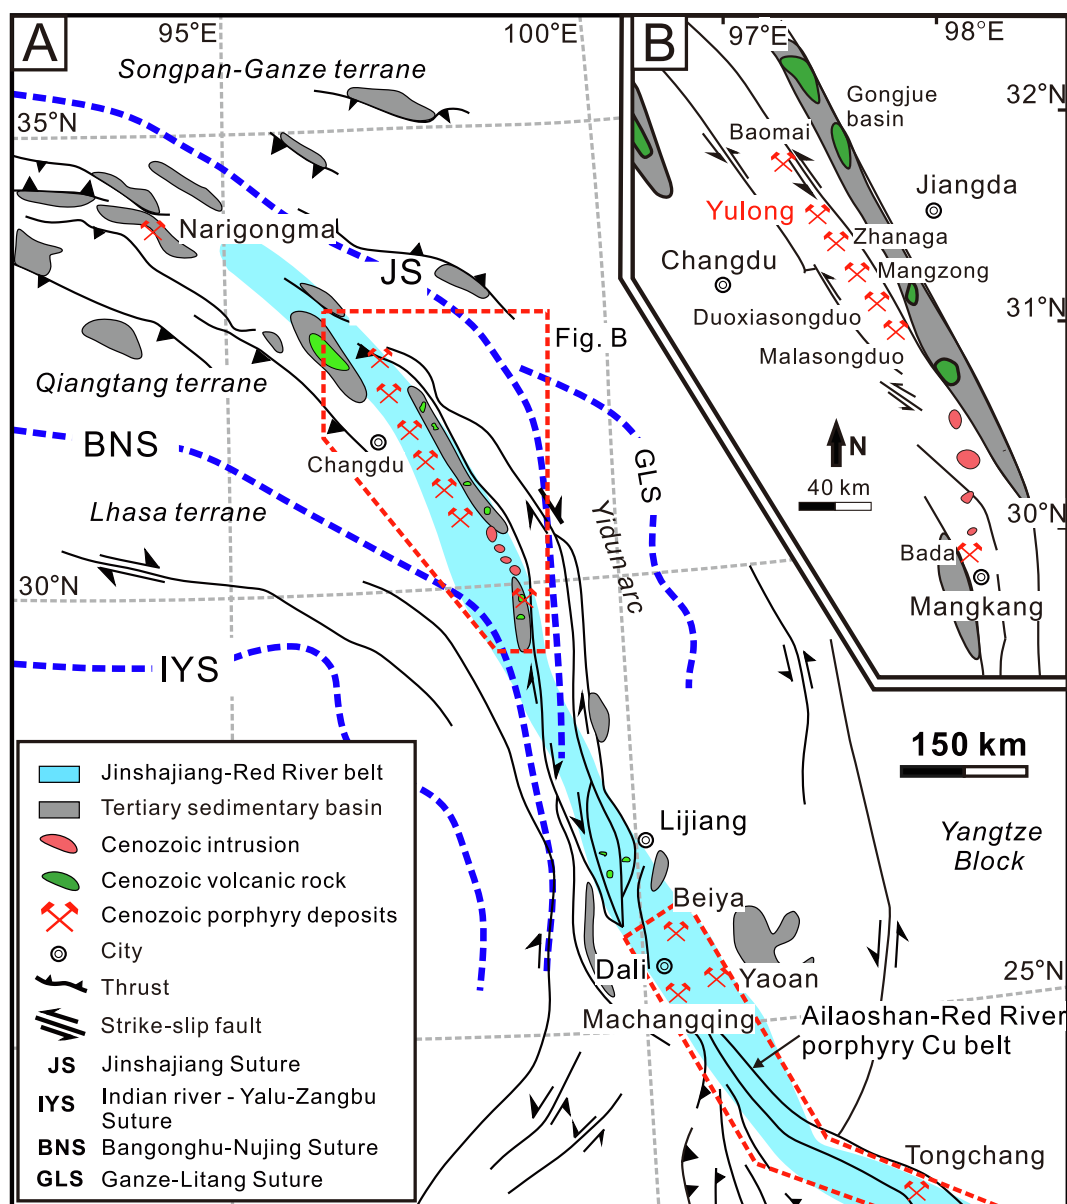 A
95°E
100°E
Songpan-Ganze terrane
35°N
Narigongma
JS
Fig. B
Qiangtang terrane
BNS
Changdu
GLS
Lhasa terrane
Yidun arc
30°N
IYS
B
97°E
98°E
32°N
Gongjue
basin
Baomai
Jiangda
Yulong
Zhanaga
Changdu
Mangzong
31°N
Duoxiasongduo
Malasongduo
N
40 km
30°N
Bada
Mangkang
150 km
Lijiang
Yangtze
Block
Beiya
Dali
Yaoan
25°N
Machangqing
Ailaoshan-Red River
porphyry Cu belt
Tongchang
Jinshajiang-Red River belt
Tertiary sedimentary basin
Cenozoic intrusion
Cenozoic volcanic rock
Cenozoic porphyry deposits
City
Thrust
Strike-slip fault
JS Jinshajiang Suture
IYS Indian river - Yalu-Zangbu
Suture
BNS Bangonghu-Nujing Suture
GLS Ganze-Litang Suture